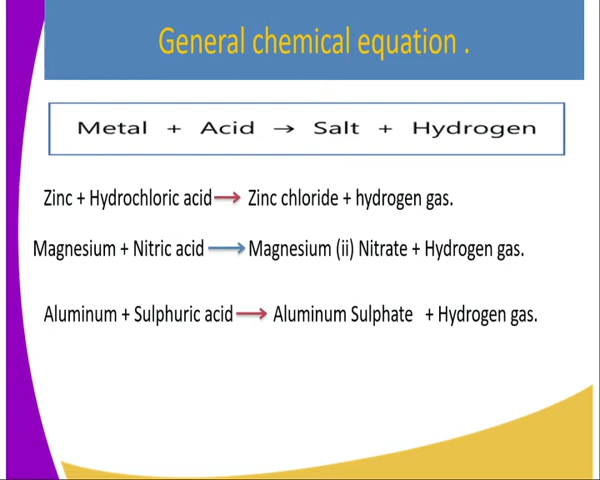 General chemical equation .
Metal + Acid → Salt + Hydrogen
Zinc + Hydrochloric acid → Zinc chloride + hydrogen gas.
Magnesium + Nitric acid → Magnesium (ii) Nitrate + Hydrogen gas.
Aluminum + Sulphuric acid → Aluminum Sulphate + Hydrogen gas.